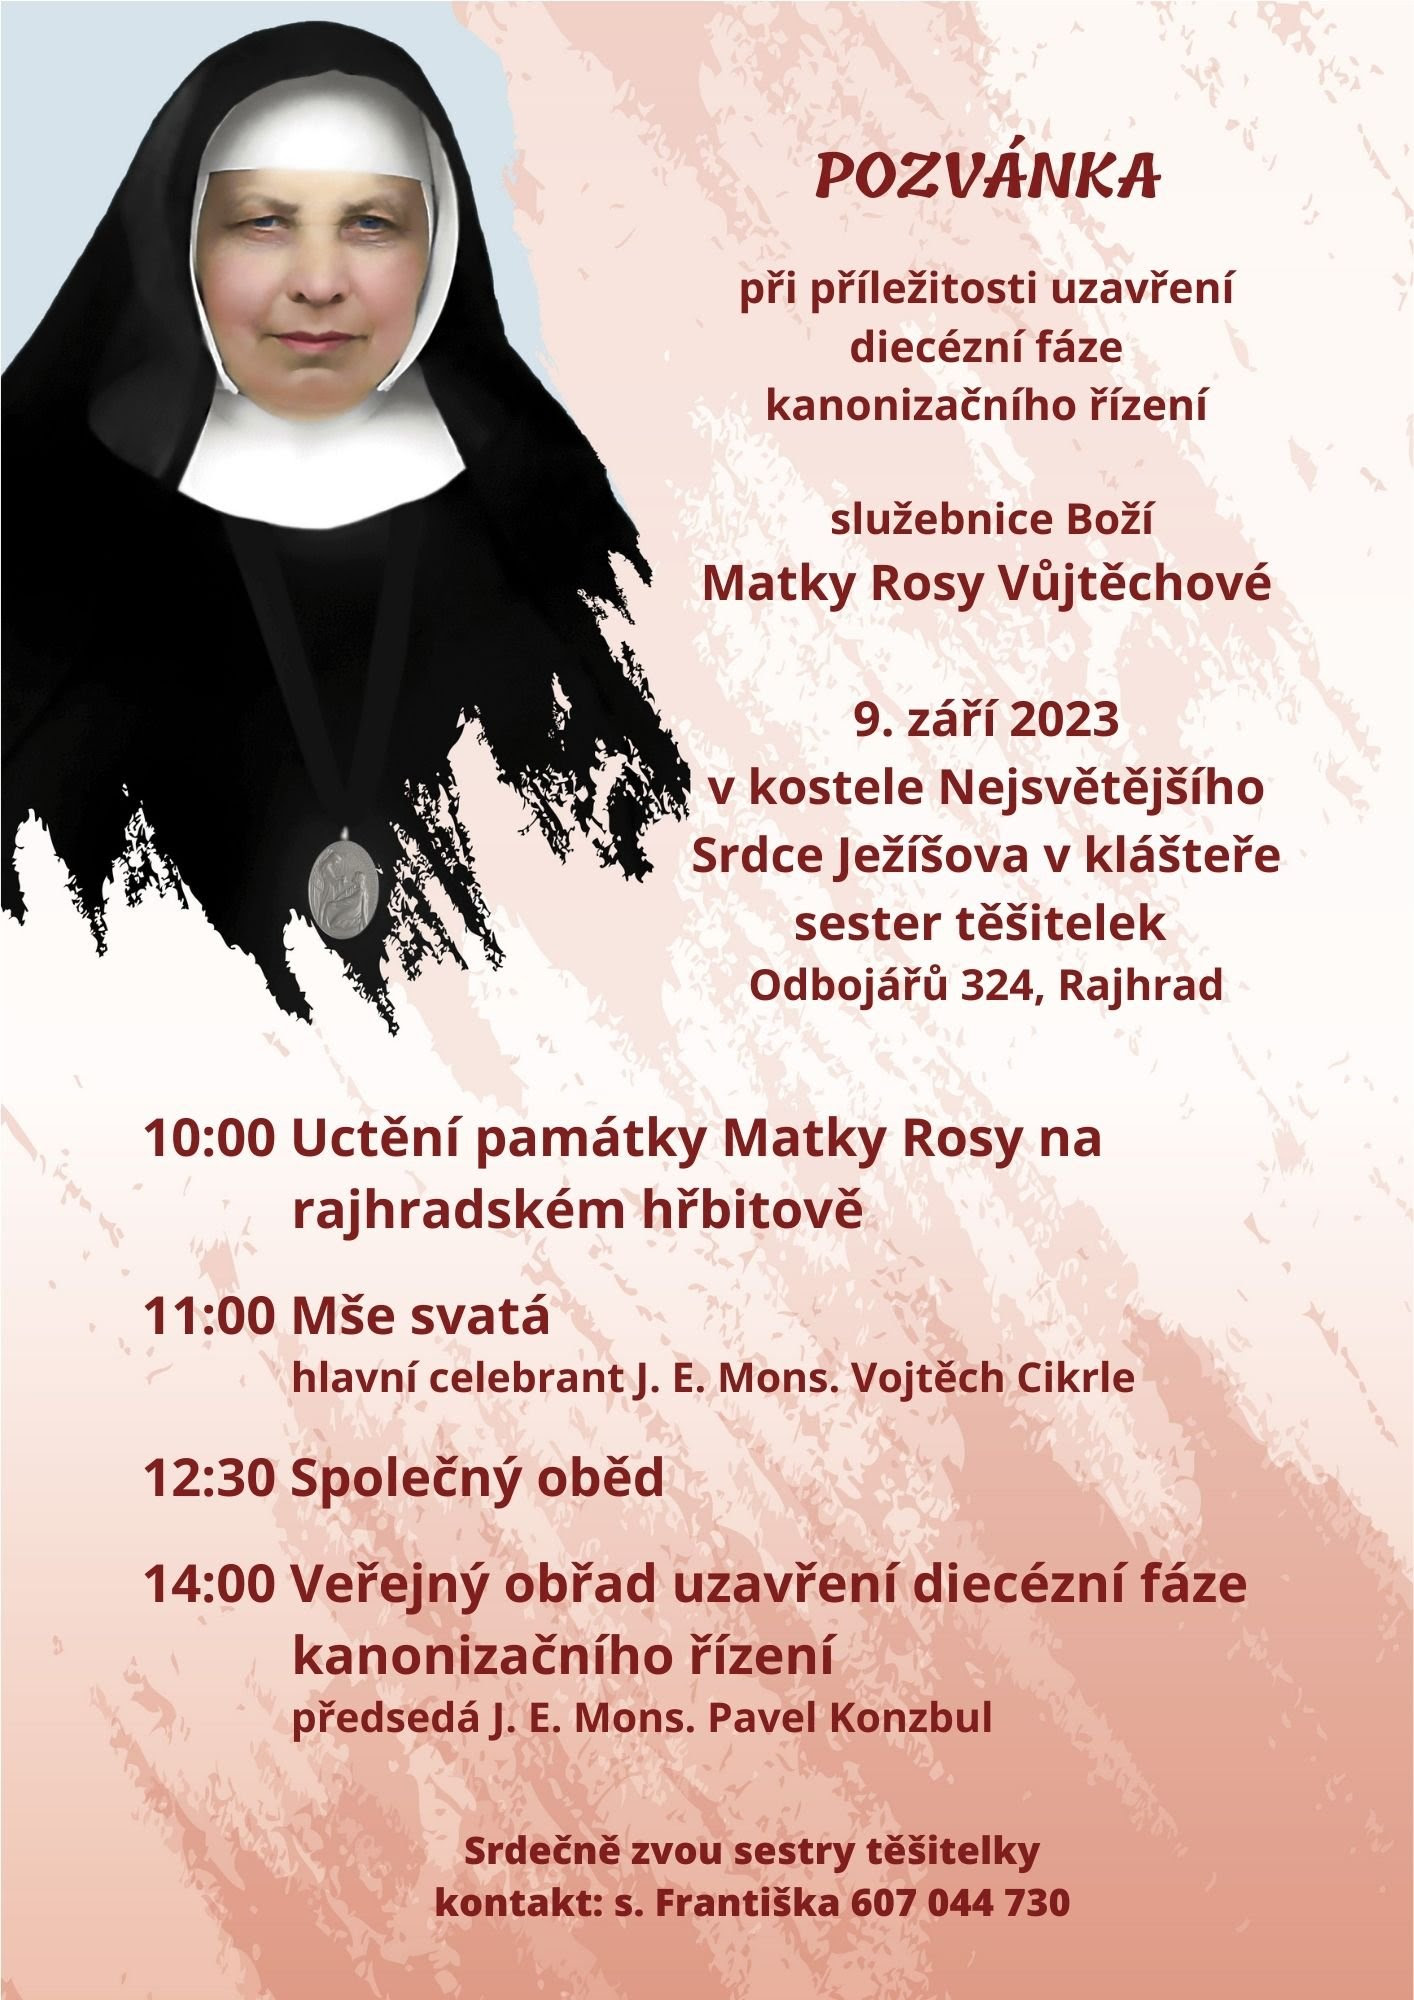 POZVÁNKA
při příležitosti uzavření
diecézní fáze
kanonizačního řízení
služebnice Boží
Matky Rosy Vůjtěchové
9. září 2023
v kostele Nejsvětějšího
Srdce Ježíšova v klášteře
sester těšitelek
Odbojářů 324, Rajhrad
10:00 Uctění památky Matky Rosy na
rajhradském hřbitově
11:00 Mše svatá
hlavní celebrant J. E. Mons. Vojtěch Cikrle
12:30 Společný oběd
14:00 Veřejný obřad uzavření diecézní fáze
kanonizačního řízení
předsedá J. E. Mons. Pavel Konzbul
Srdečně zvou sestry těšitelky
kontakt: s. Františka 607 044 730